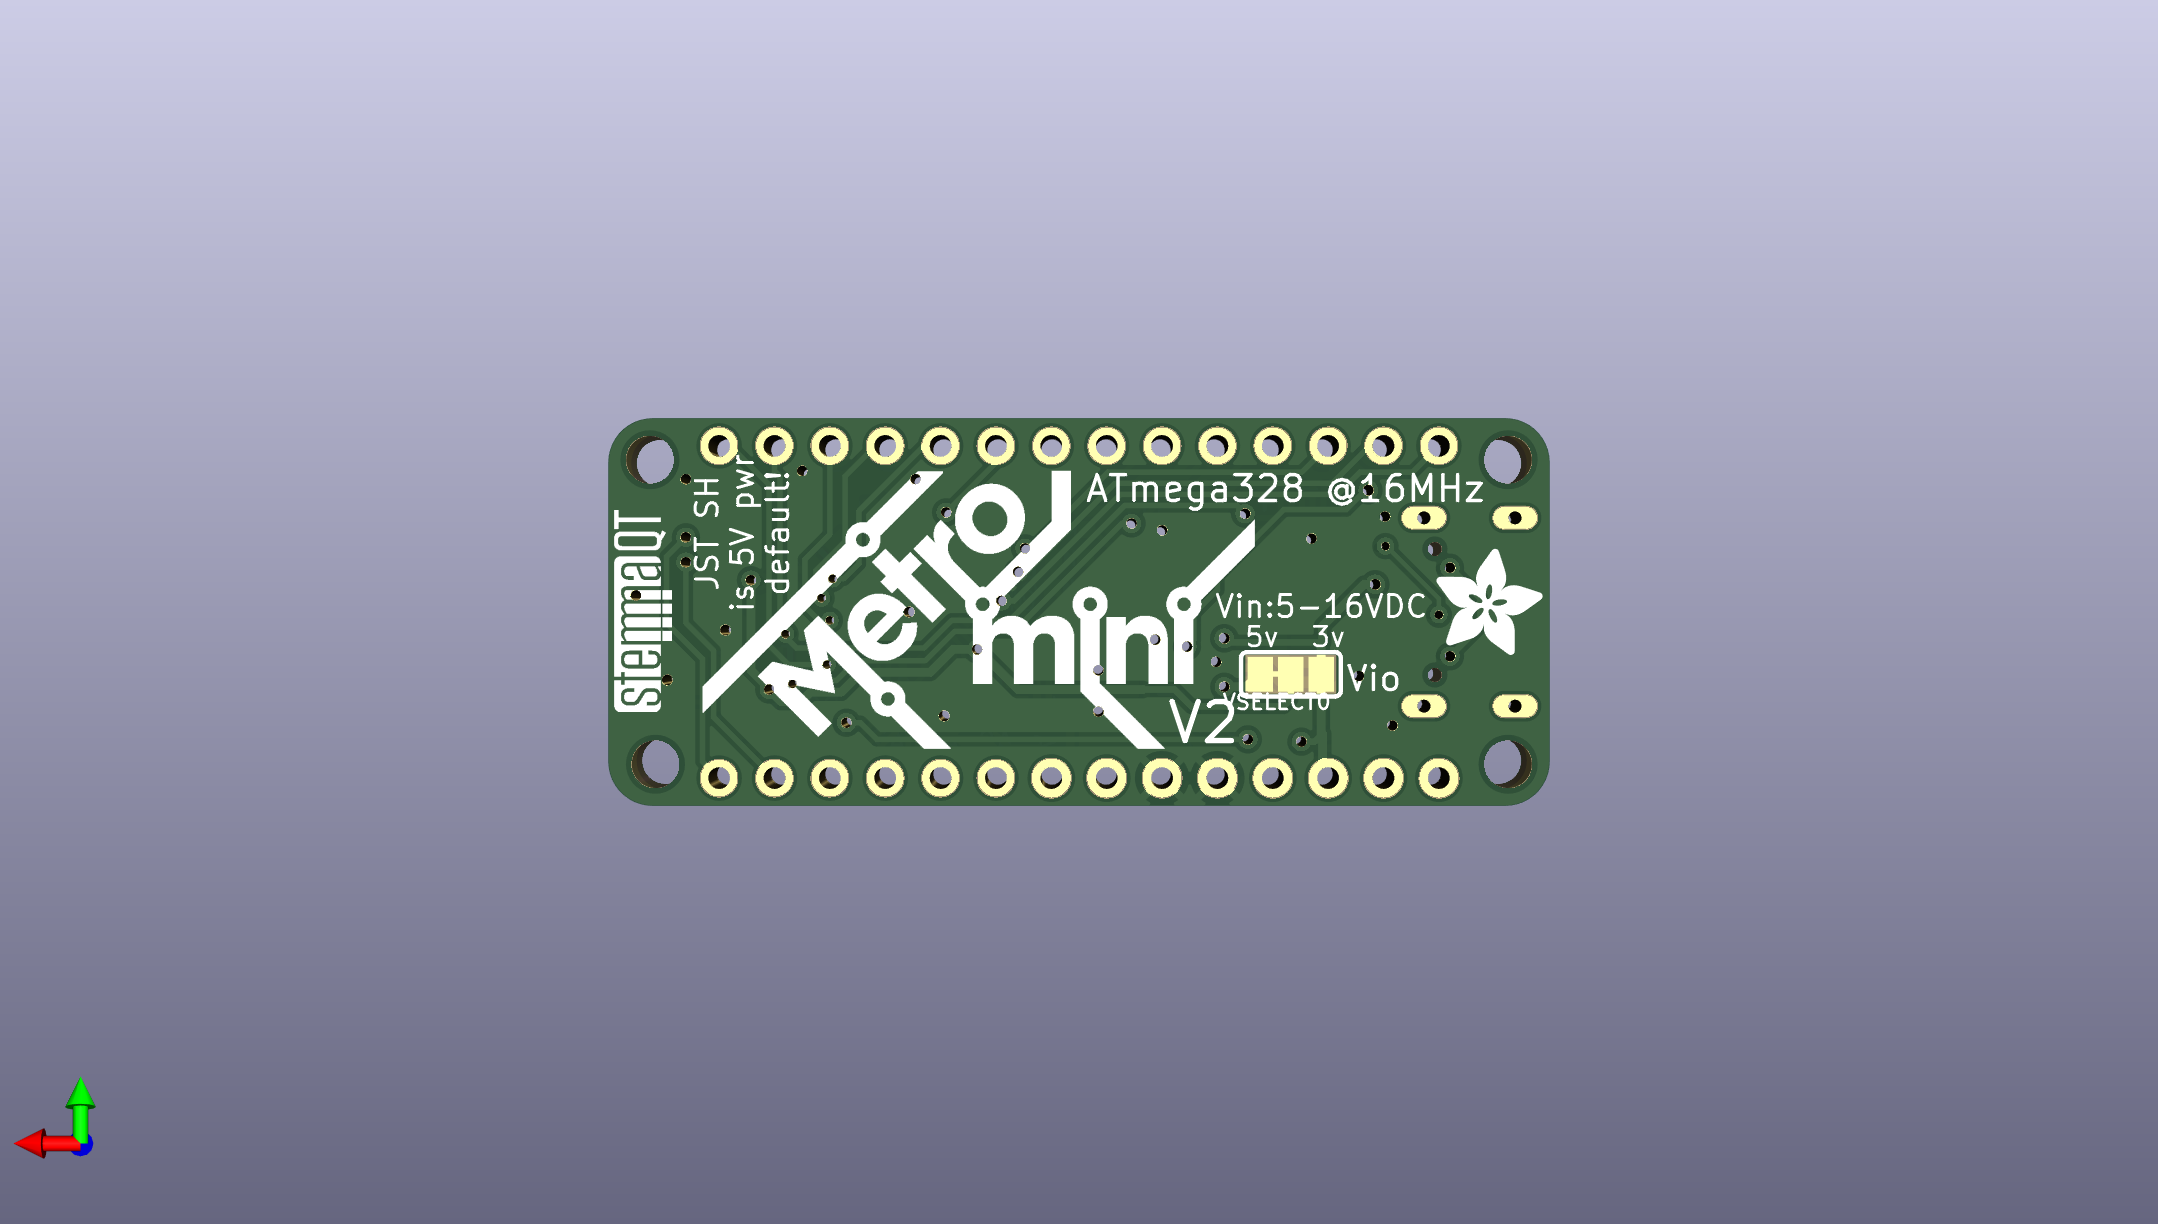 ATmega328 @16MHz
JST SH
is 5V pwr
default!
stemmaQT
Metro
mini
Vin:5-16VDC
5v 3v
Vio
VSELECT0
V2